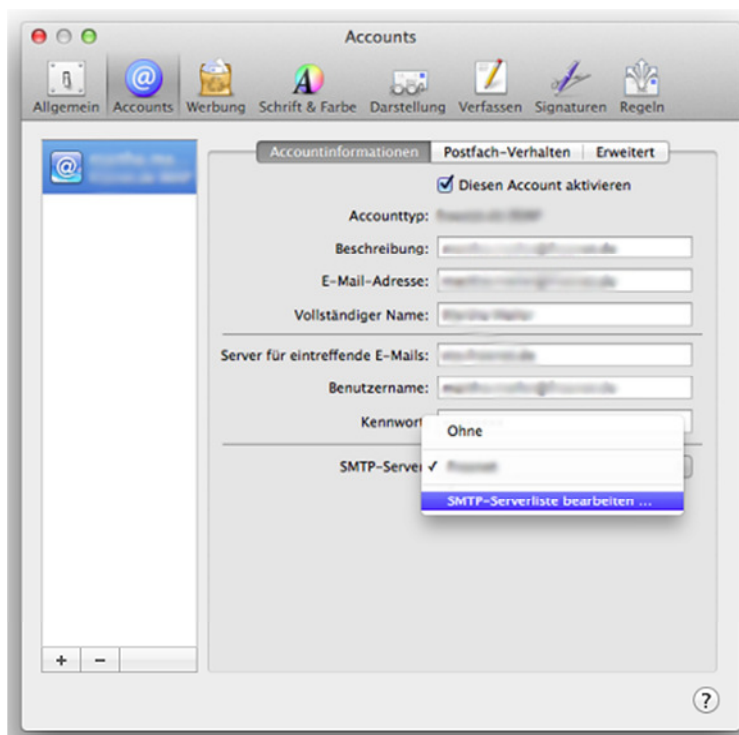 Accounts
Allgemein Accounts Werbung Schrift & Farbe Darstellung Verfassen Signaturen Regeln
Accountinformationen Postfach-Verhalten Erweitert
Diesen Account aktivieren
Accounttyp:
Beschreibung:
E-Mail-Adresse:
Vollständiger Name:
Server für eintreffende E-Mails:
Benutzername:
Kennwort
Ohne
SMTP-Server
SMTP-Serverliste bearbeiten ...